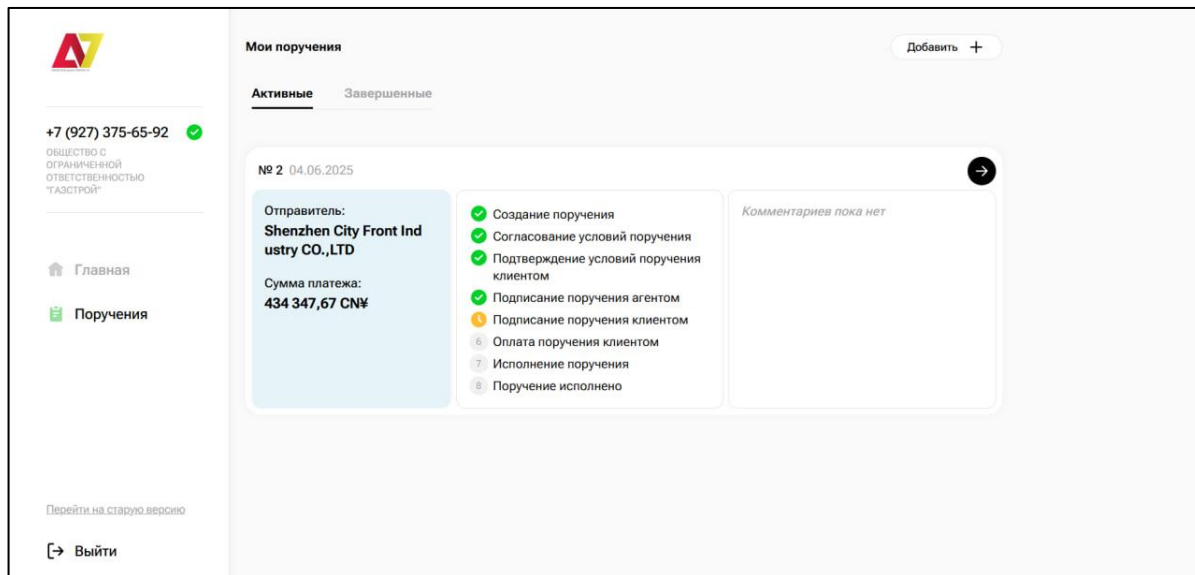 A7
Мои поручения
Добавить +
Активные Завершенные
+7 (927) 375-65-92
ОБЩЕСТВО С
ОГРАНИЧЕННОЙ
ОТВЕТСТВЕННОСТЬЮ
"ГАЗСТРОЙ"
Главная
Поручения
Перейти на старую версию
Выйти
№ 2 04.06.2025
Отправитель:
Shenzhen City Front Ind
ustry CO.,LTD
Сумма платежа:
434 347,67 CN¥
Создание поручения
Согласование условий поручения
Подтверждение условий поручения
клиентом
Подписание поручения агентом
Подписание поручения клиентом
6 Оплата поручения клиентом
7 Исполнение поручения
8 Поручение исполнено
Комментариев пока нет